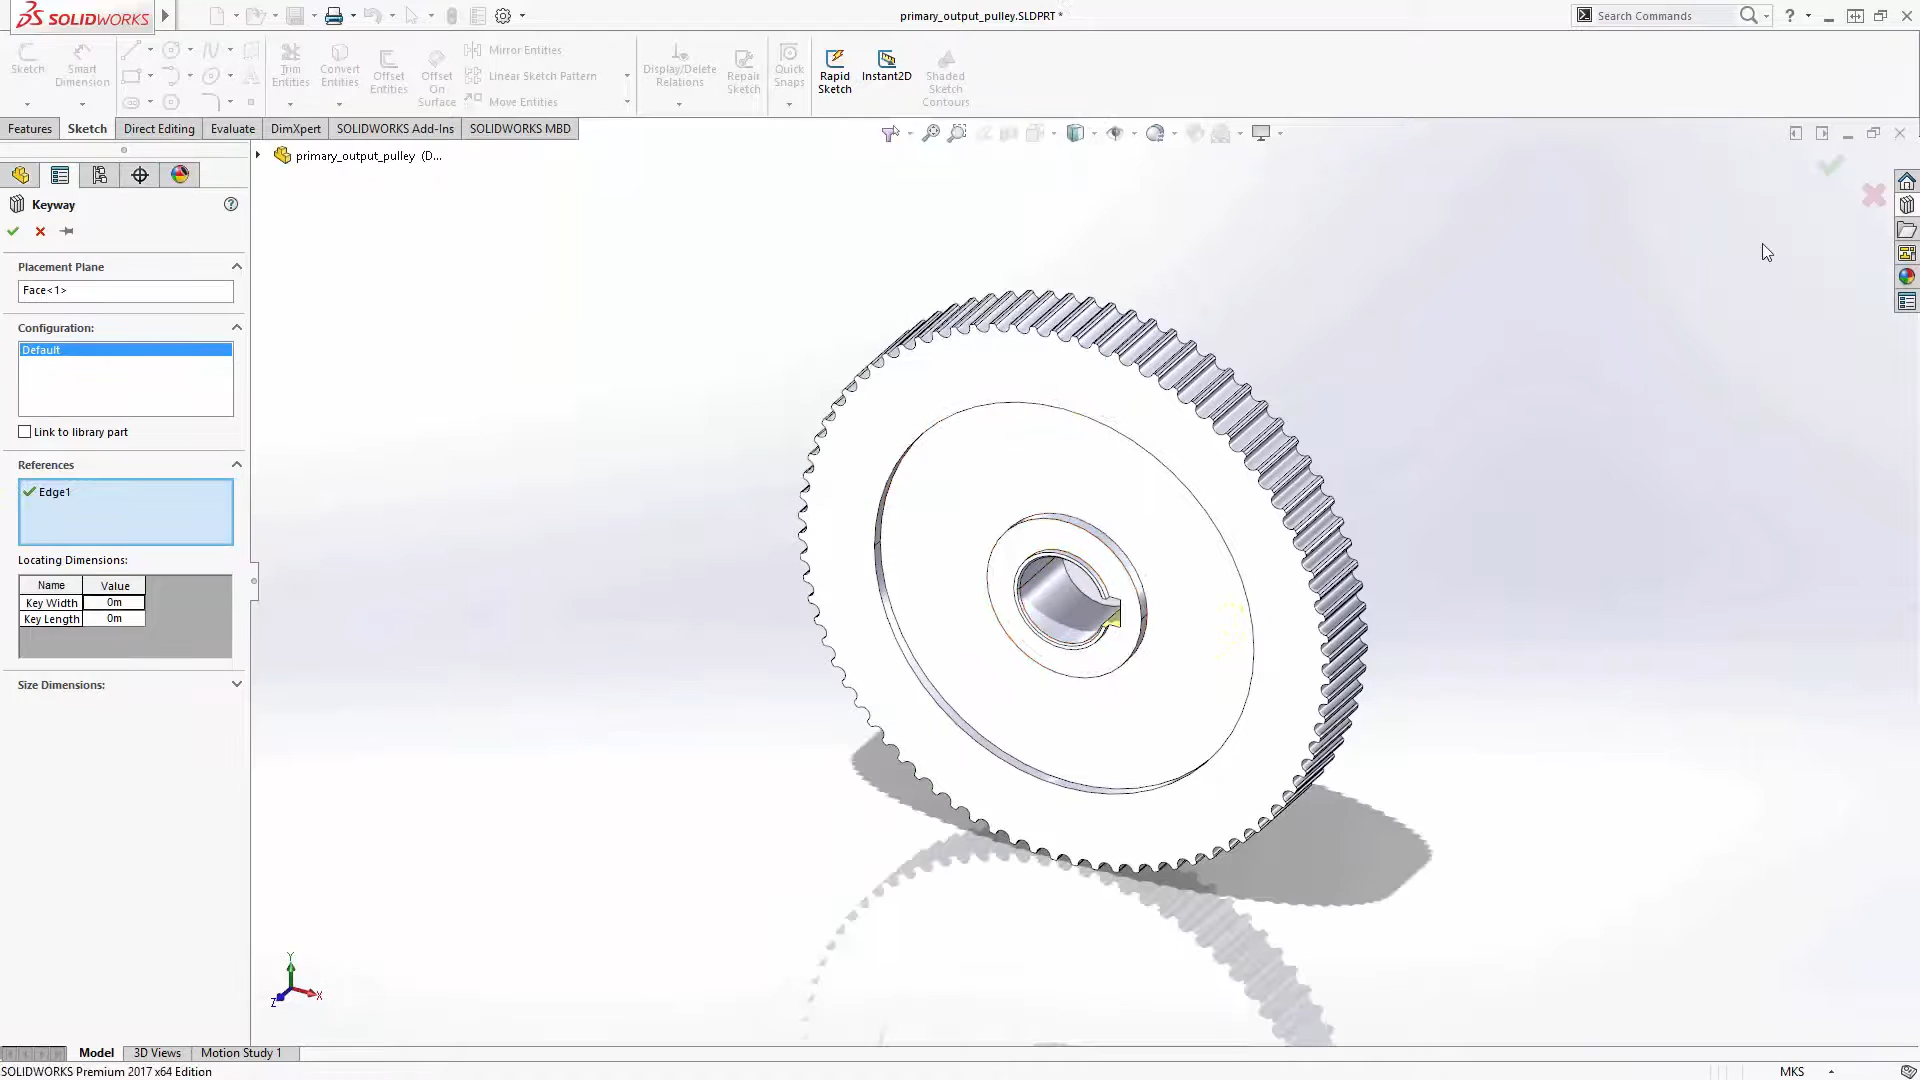 SOLIDWORKS
primary_output_pulley.SLDPRT *
Search Commands
Sketch
Smart Dimension
Trim Entities
Convert Entities
Offset Entities
Offset On Surface
Mirror Entities
Linear Sketch Pattern
Move Entities
Display/Delete Relations
Repair Sketch
Quick Snaps
Rapid Sketch
Instant2D
Shaded Sketch Contours
Features
Sketch
Direct Editing
Evaluate
DimXpert
SOLIDWORKS Add-Ins
SOLIDWORKS MBD
primary_output_pulley (D...
Keyway
Placement Plane
Face<1>
Configuration:
Default
Link to library part
References
Edge1
Locating Dimensions:
Name Value
Key Width 0m
Key Length 0m
Size Dimensions:
Y
X
Z
Model
3D Views
Motion Study 1
SOLIDWORKS Premium 2017 x64 Edition
MKS